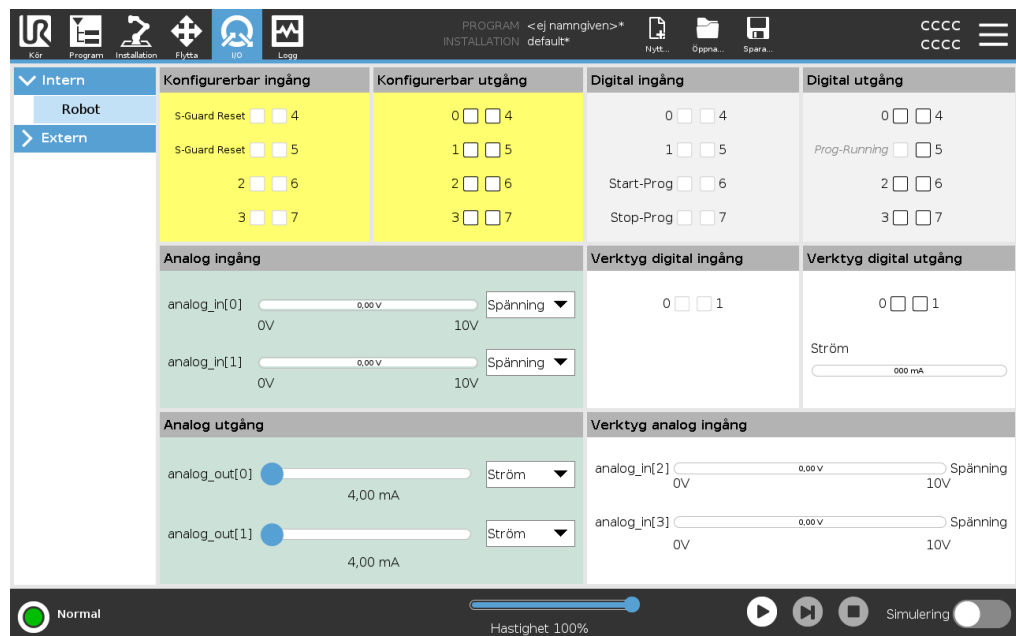 PROGRAM <ej namngiven>*
INSTALLATION default*
CCCC
CCCC
Kör Program Installation Flytta I/O Logg Nytt... Öppna... Spara...
Intern
Robot
Extern
Konfigurerbar ingång
S-Guard Reset 4
S-Guard Reset 5
2 6
3 7
Konfigurerbar utgång
0 4
1 5
2 6
3 7
Digital ingång
0 4
1 5
Start-Prog 6
Stop-Prog 7
Digital utgång
0 4
Prog-Running 5
2 6
3 7
Analog ingång
analog_in[0] 0,00 V Spänning
0V 10V
analog_in[1] 0,00 V Spänning
0V 10V
Verktyg digital ingång
0 1
Verktyg digital utgång
0 1
Ström
000 mA
Analog utgång
analog_out[0] Ström
4,00 mA
analog_out[1] Ström
4,00 mA
Verktyg analog ingång
analog_in[2] 0,00 V Spänning
0V 10V
analog_in[3] 0,00 V Spänning
0V 10V
Normal
Hastighet 100%
Simulering